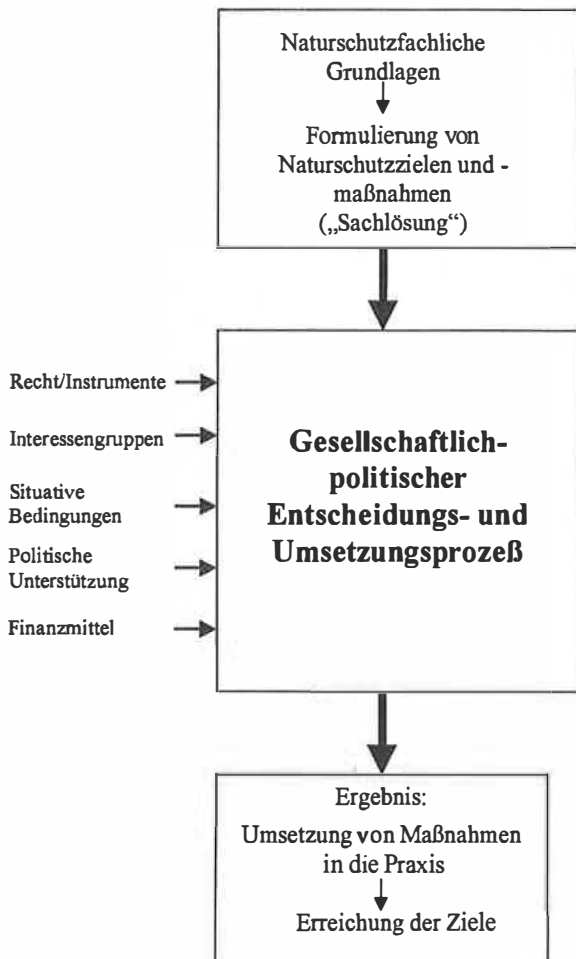 Naturschutzfachliche
Grundlagen
Formulierung von
Naturschutzzielen und -
maßnahmen
(„Sachlösung“)
Recht/Instrumente
Interessengruppen
Situative
Bedingungen
Politische
Unterstützung
Finanzmittel
Gesellschaftlich-
politischer
Entscheidungs- und
Umsetzungsprozeß
Ergebnis:
Umsetzung von Maßnahmen
in die Praxis
Erreichung der Ziele